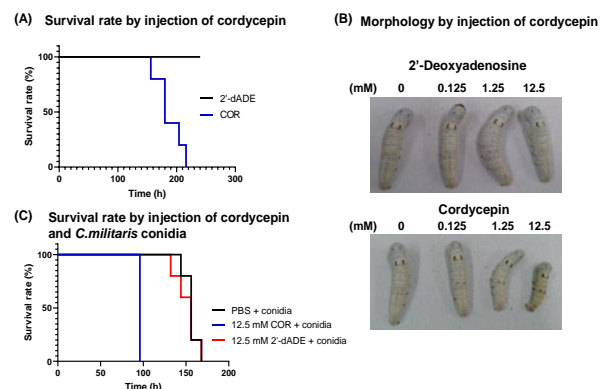 (A) Survival rate by injection of cordycepin
Survival rate (%)
100
50
0
0 100 200 300
Time (h)
2'-dADE
COR
(B) Morphology by injection of cordycepin
2'-Deoxyadenosine
(mM) 0 0.125 1.25 12.5
Cordycepin
(mM) 0 0.125 1.25 12.5
(C) Survival rate by injection of cordycepin
and C.militaris conidia
Survival rate (%)
100
50
0
0 50 100 150 200
Time (h)
PBS + conidia
12.5 mM COR + conidia
12.5 mM 2'-dADE + conidia